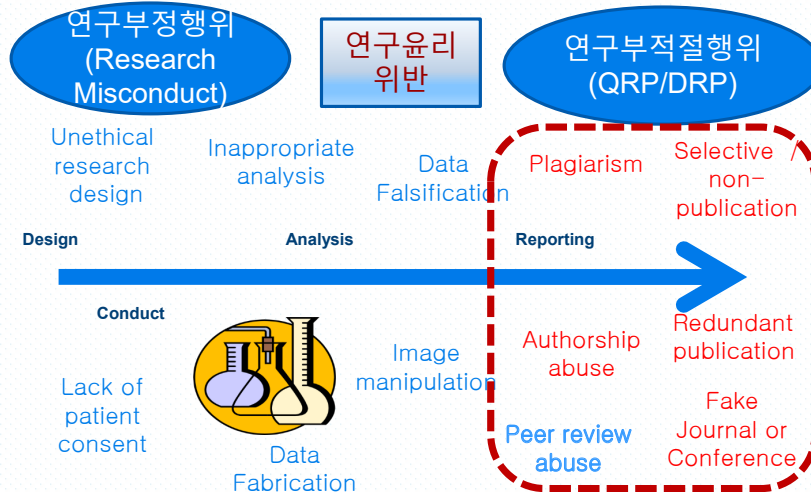 연구부정행위
(Research
Misconduct)
연구윤리
위반
연구부적절행위
(QRP/DRP)
Unethical
research
design
Inappropriate
analysis
Data
Falsification
Plagiarism
Selective /
non-
publication
Design
Analysis
Reporting
Conduct
Lack of
patient
consent
Data
Fabrication
Image
manipulation
Authorship
abuse
Redundant
publication
Peer review
abuse
Fake
Journal or
Conference